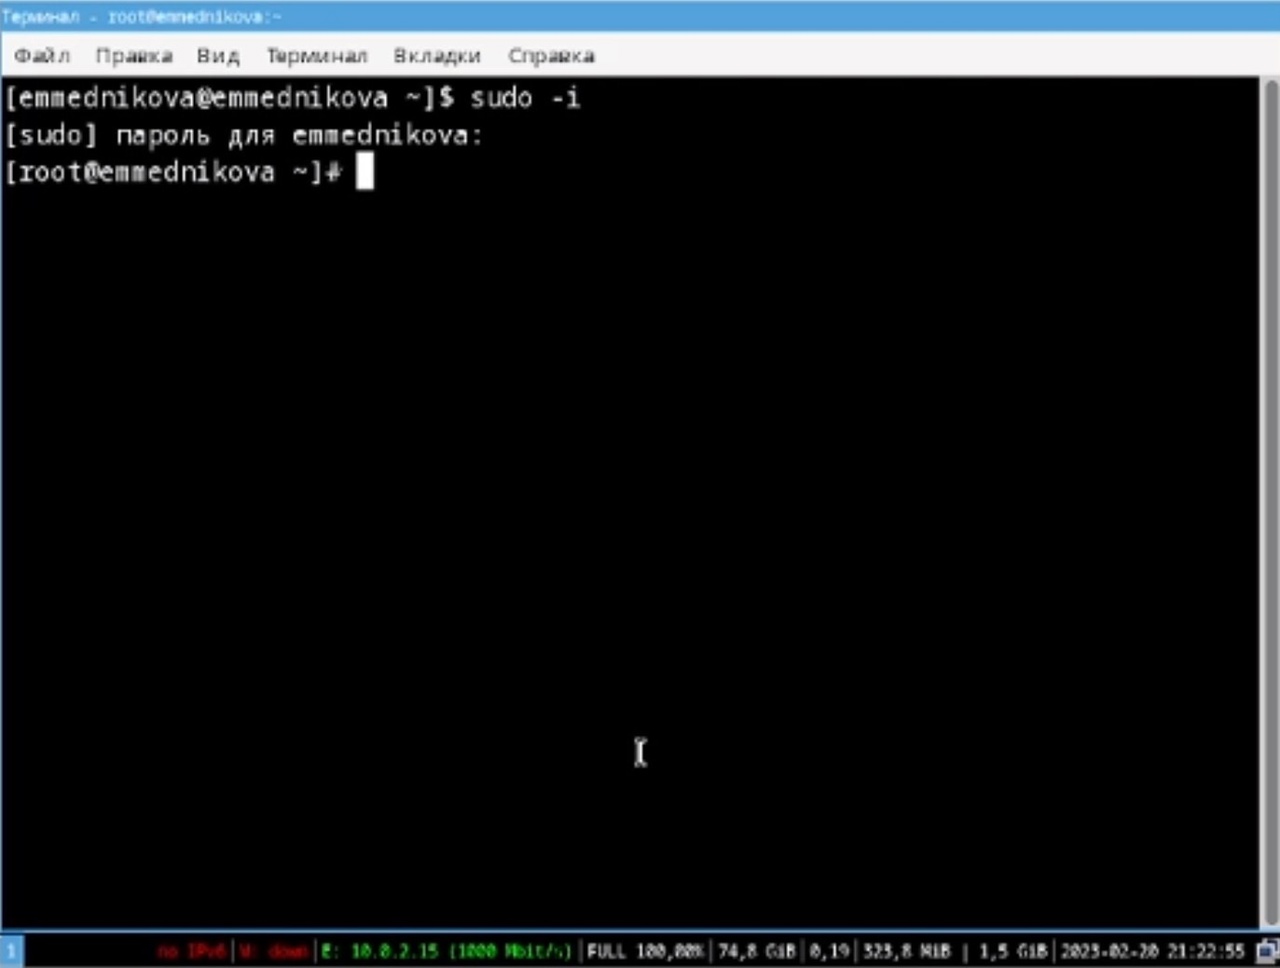 Терминал - root@emmednikova:~
Файл Правка Вид Терминал Вкладки Справка
[emmednikova@emmednikova ~]$ sudo -i
[sudo] пароль для emmednikova:
[root@emmednikova ~]#
1 no IPv6 | W: down | E: 10.0.2.15 (1000 Mbit/s) | FULL 100,00% | 74,8 GiB | 0,19 | 323,8 MiB | 1,5 GiB | 2023-02-20 21:22:55